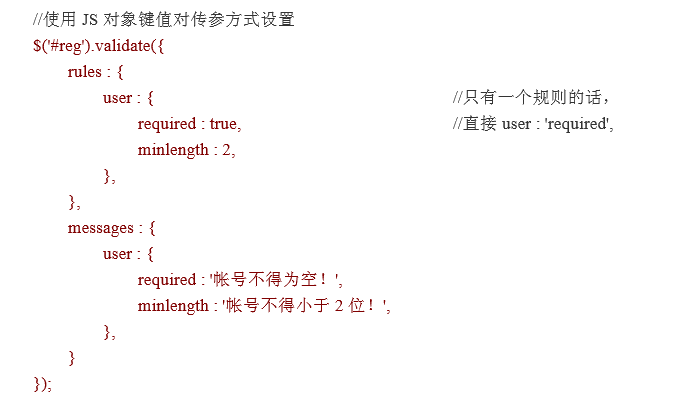 //使用 JS 对象键值对传参方式设置
$('#reg').validate({
rules : {
user : { //只有一个规则的话，
required : true, //直接 user : 'required',
minlength : 2,
},
},
messages : {
user : {
required : '帐号不得为空！',
minlength : '帐号不得小于 2 位！',
},
}
});